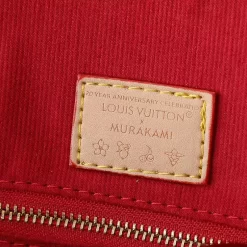 20 YEAR ANNIVERSARY CELEBRATION
LOUIS VUITTON
×
MURAKAMI